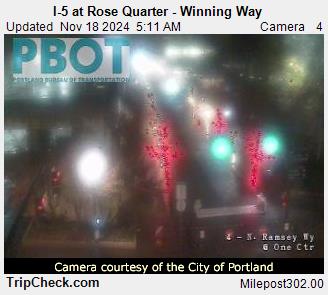 I-5 at Rose Quarter - Winning Way
Updated Nov 18 2024 5:11 AM Camera 4
PBOT
PORTLAND BUREAU OF TRANSPORTATION
4 - N. Ramsey Wy
@ One Ctr
Camera courtesy of the City of Portland
TripCheck.com Milepost302.00